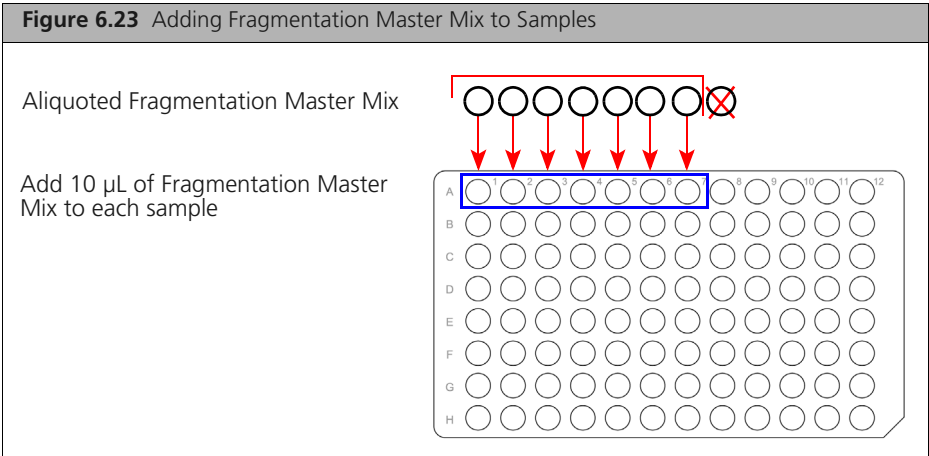 Figure 6.23 Adding Fragmentation Master Mix to Samples
Aliquoted Fragmentation Master Mix
Add 10 µL of Fragmentation Master
Mix to each sample
1 2 3 4 5 6 7 8 9 10 11 12
A
B
C
D
E
F
G
H